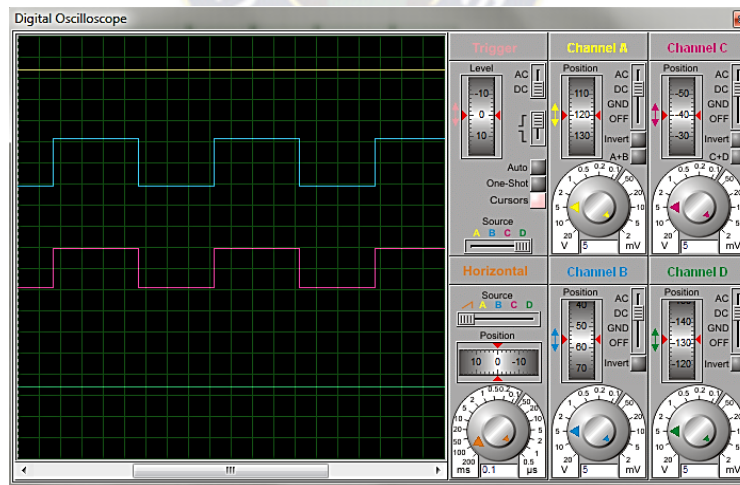 Digital Oscilloscope
Trigger
Level
AC
DC
-10
0
10
Auto
One-Shot
Cursors
Source
A B C D
Channel A
Position
AC
DC
GND
OFF
110
120
130
Invert
A+B
5
V
mV
Channel C
Position
AC
DC
GND
OFF
-50
-40
-30
Invert
C+D
5
V
mV
Horizontal
Source
A B C D
Position
10 0 -10
ms
0.1
µs
Channel B
Position
AC
DC
GND
OFF
40
50
60
70
Invert
5
V
mV
Channel D
Position
AC
DC
GND
OFF
-140
-130
-120
Invert
5
V
mV